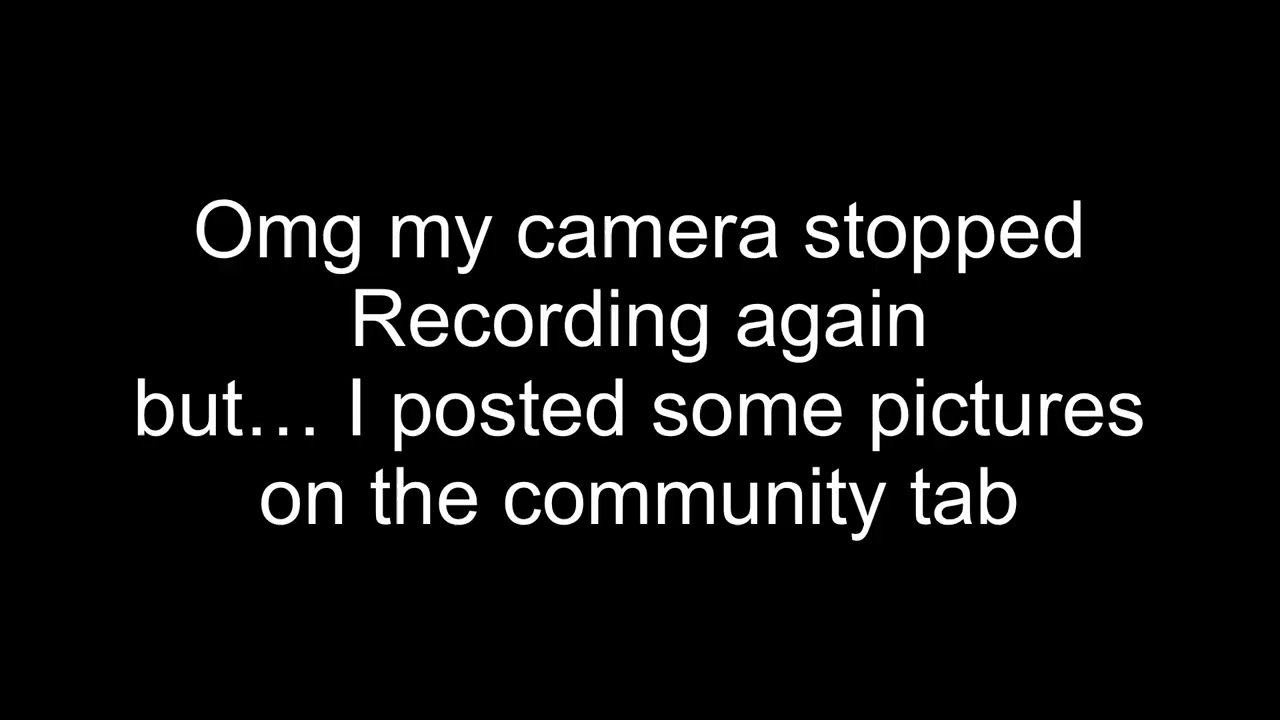 Omg my camera stopped
Recording again
but… I posted some pictures
on the community tab